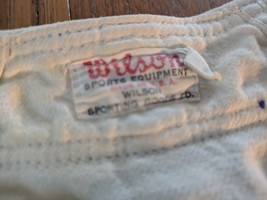 Wilson
SPORTS EQUIPMENT
U.S.A.
WILSON
SPORTING GOODS CO.